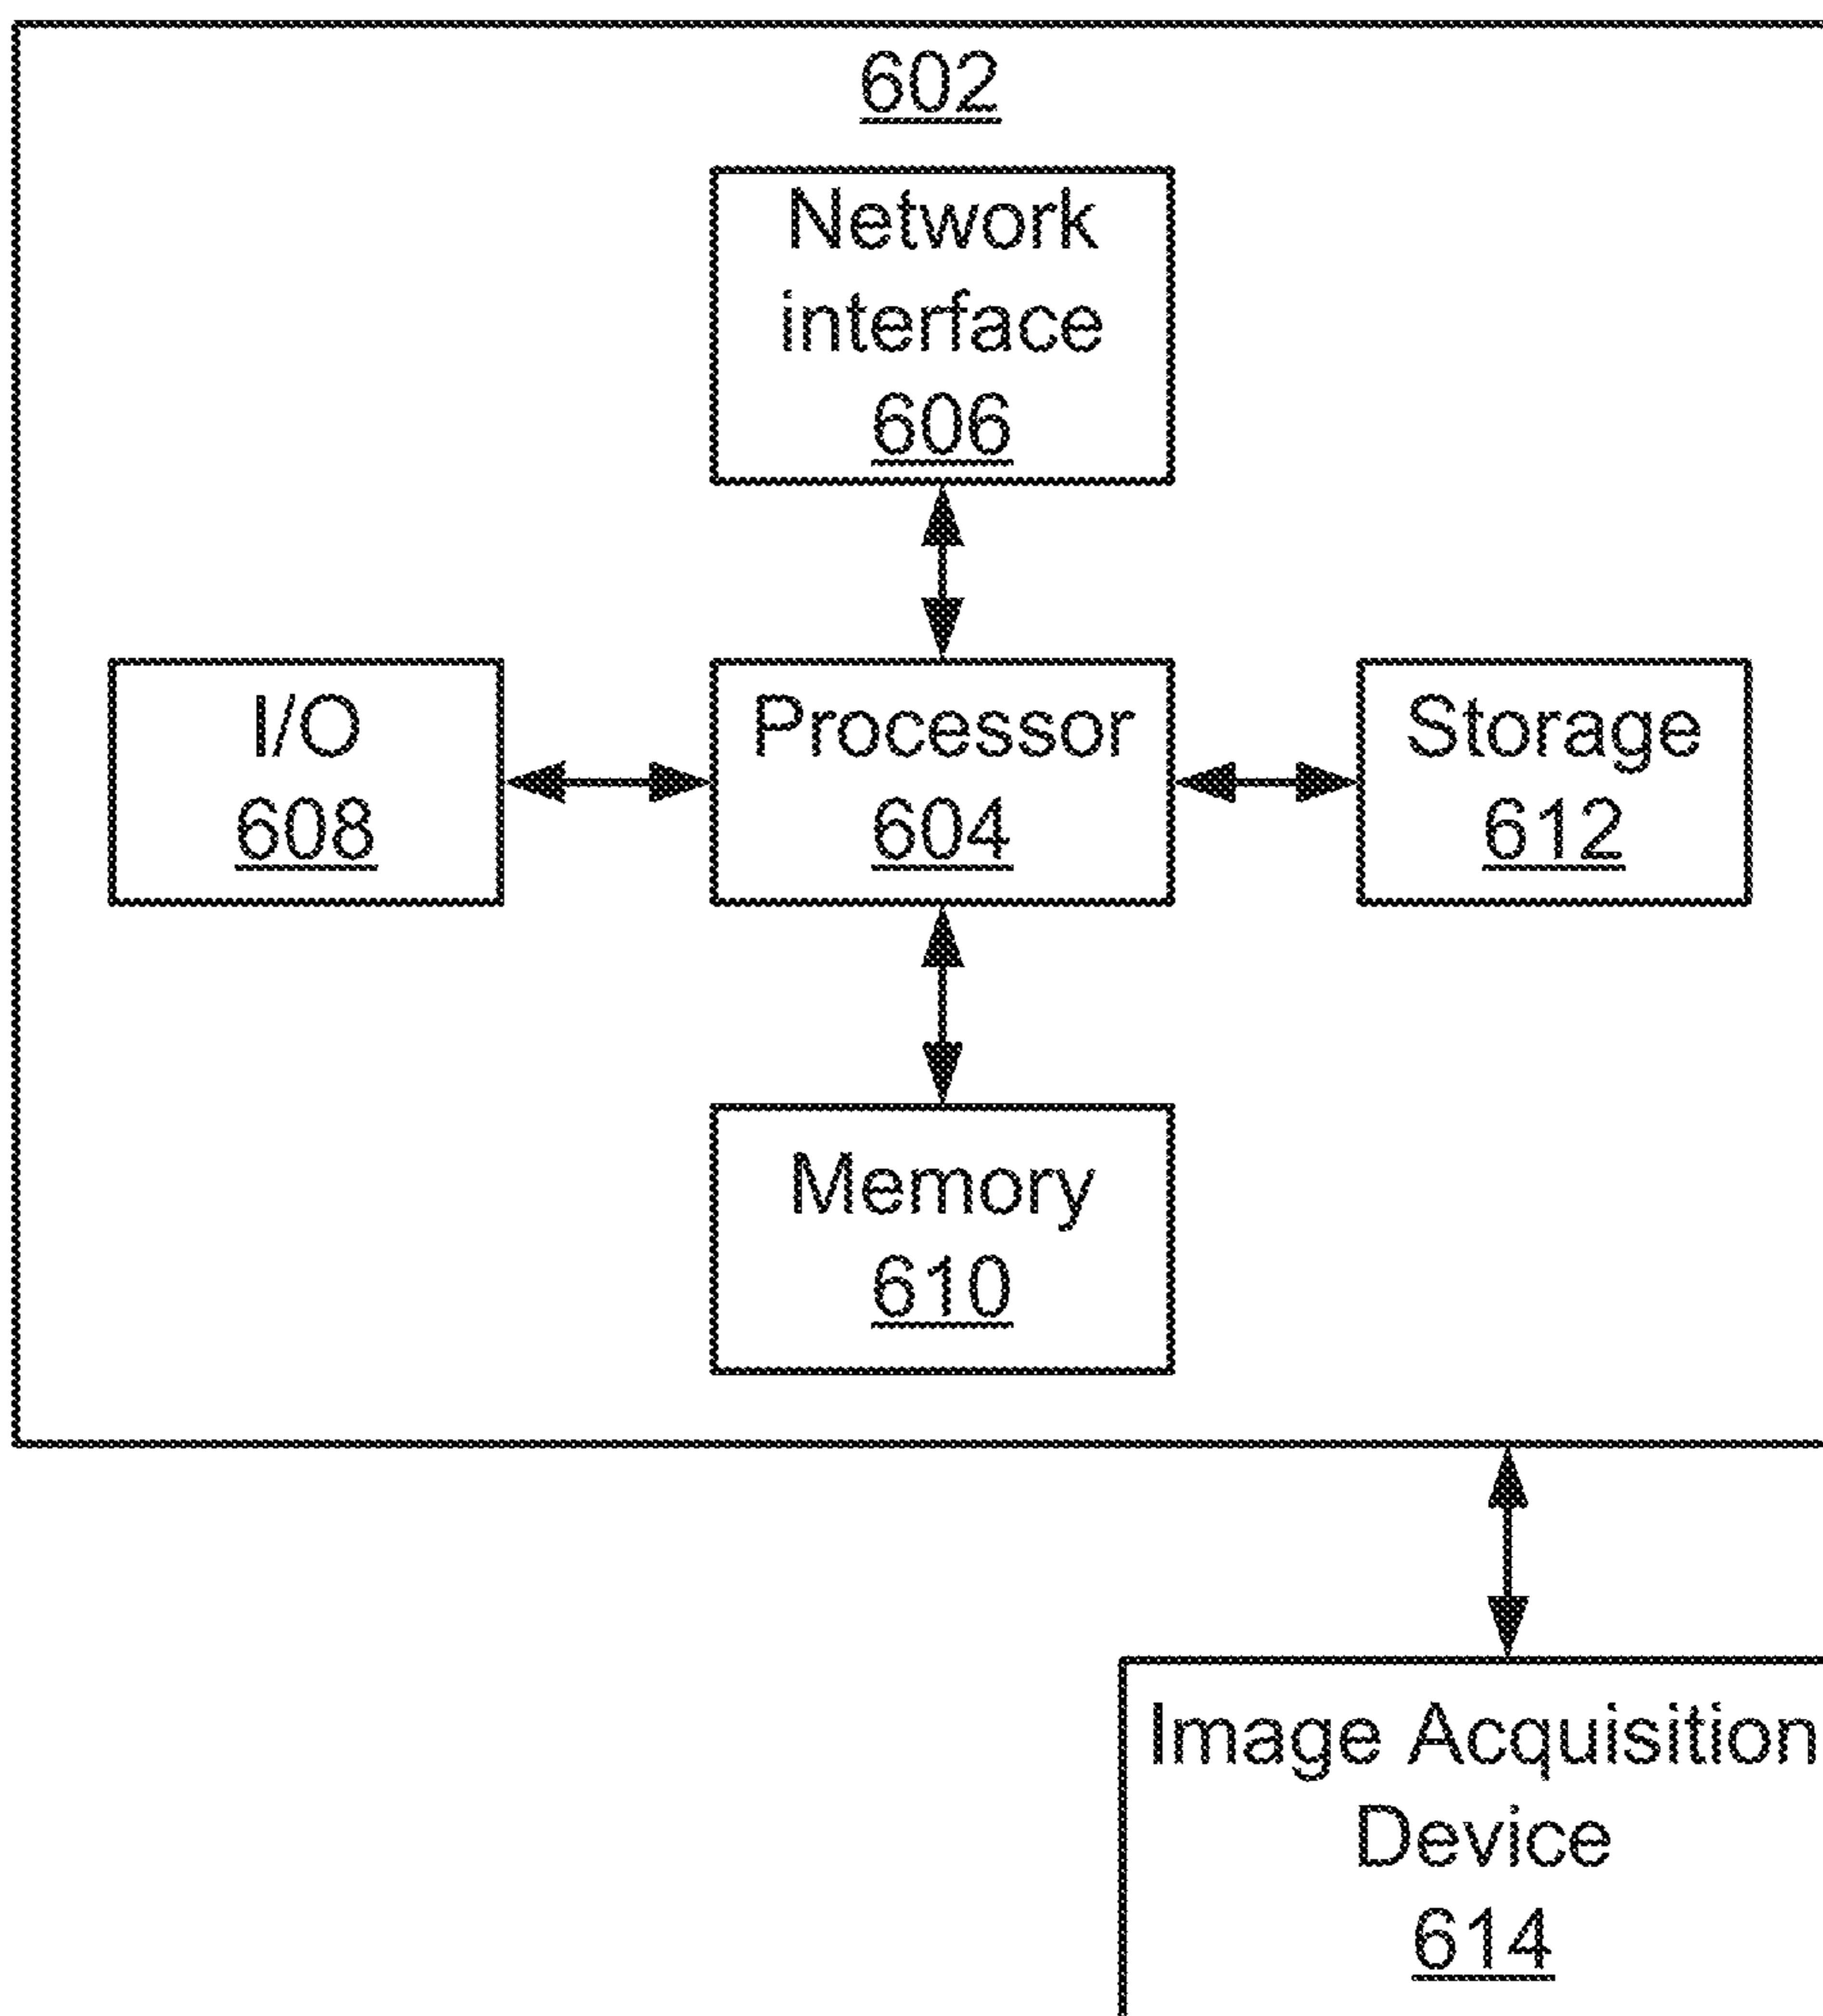 602
Network
interface
606
I/O
608
Processor
604
Storage
612
Memory
610
Image Acquisition
Device
614